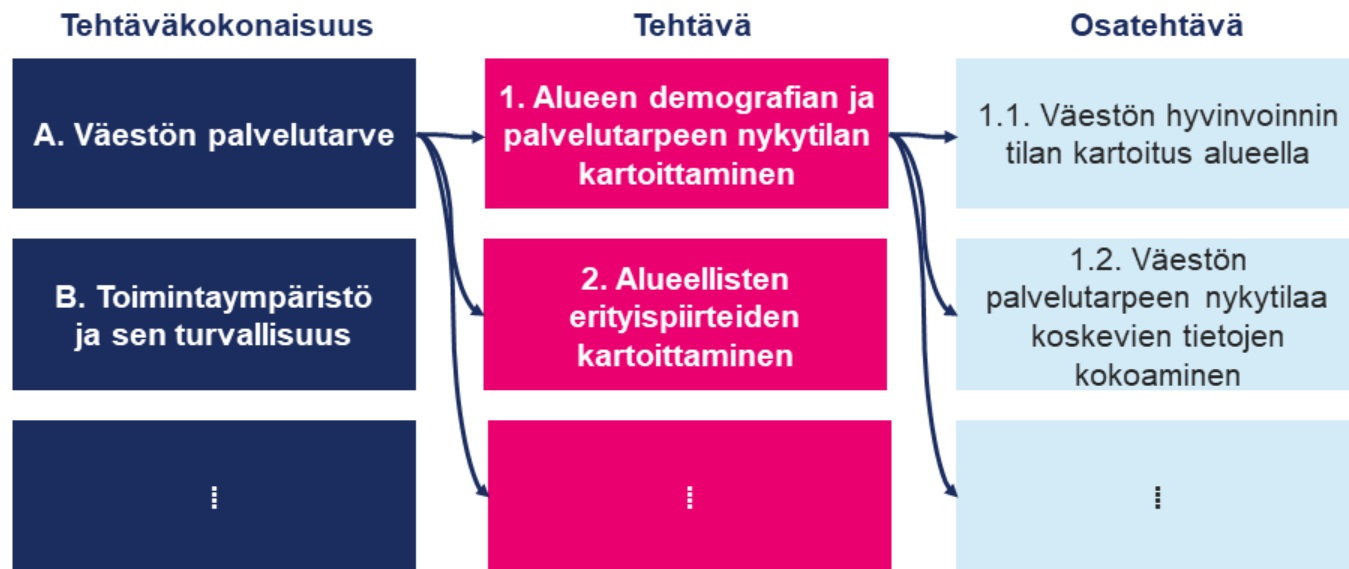 Tehtäväkokonaisuus
Tehtävä
Osatehtävä
A. Väestön palvelutarve
1. Alueen demografian ja
palvelutarpeen nykytilan
kartoittaminen
1.1. Väestön hyvinvoinnin
tilan kartoitus alueella
B. Toimintaympäristö
ja sen turvallisuus
2. Alueellisten
erityispiirteiden
kartoittaminen
1.2. Väestön
palvelutarpeen nykytilaa
koskevien tietojen
kokoaminen
⁞
⁞
⁞